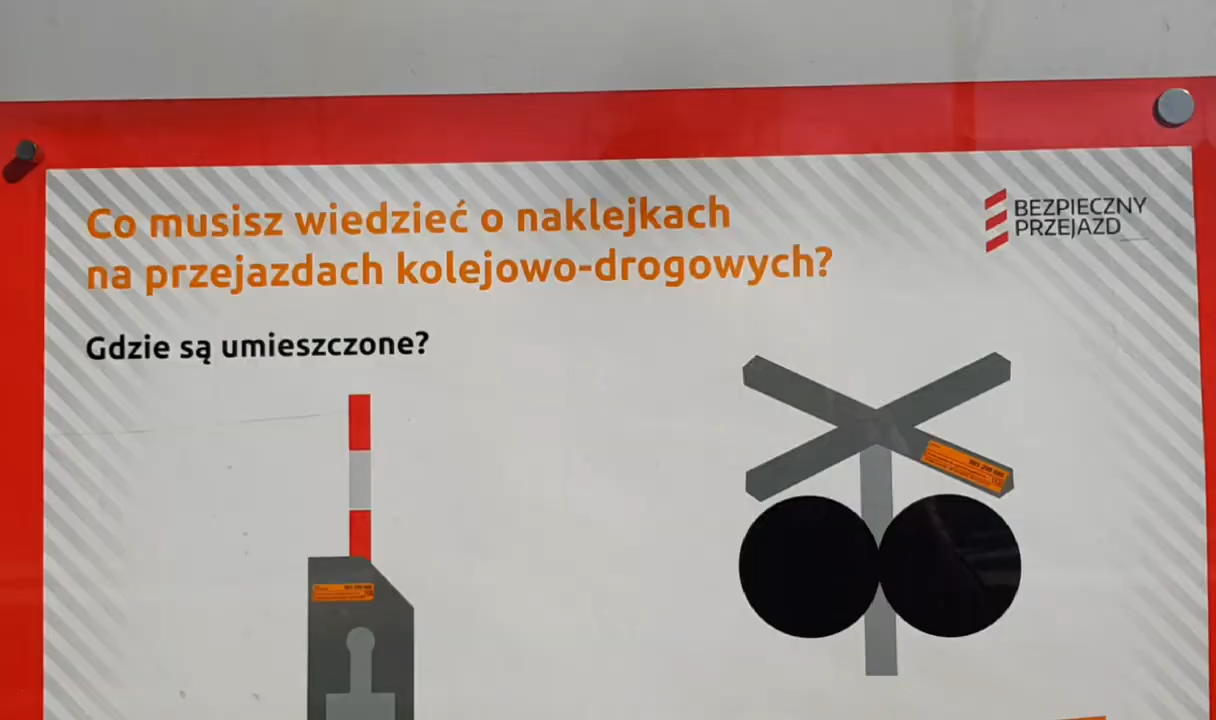 Co musisz wiedzieć o naklejkach
na przejazdach kolejowo-drogowych?
BEZPIECZNY
PRZEJAZD
Gdzie są umieszczone?